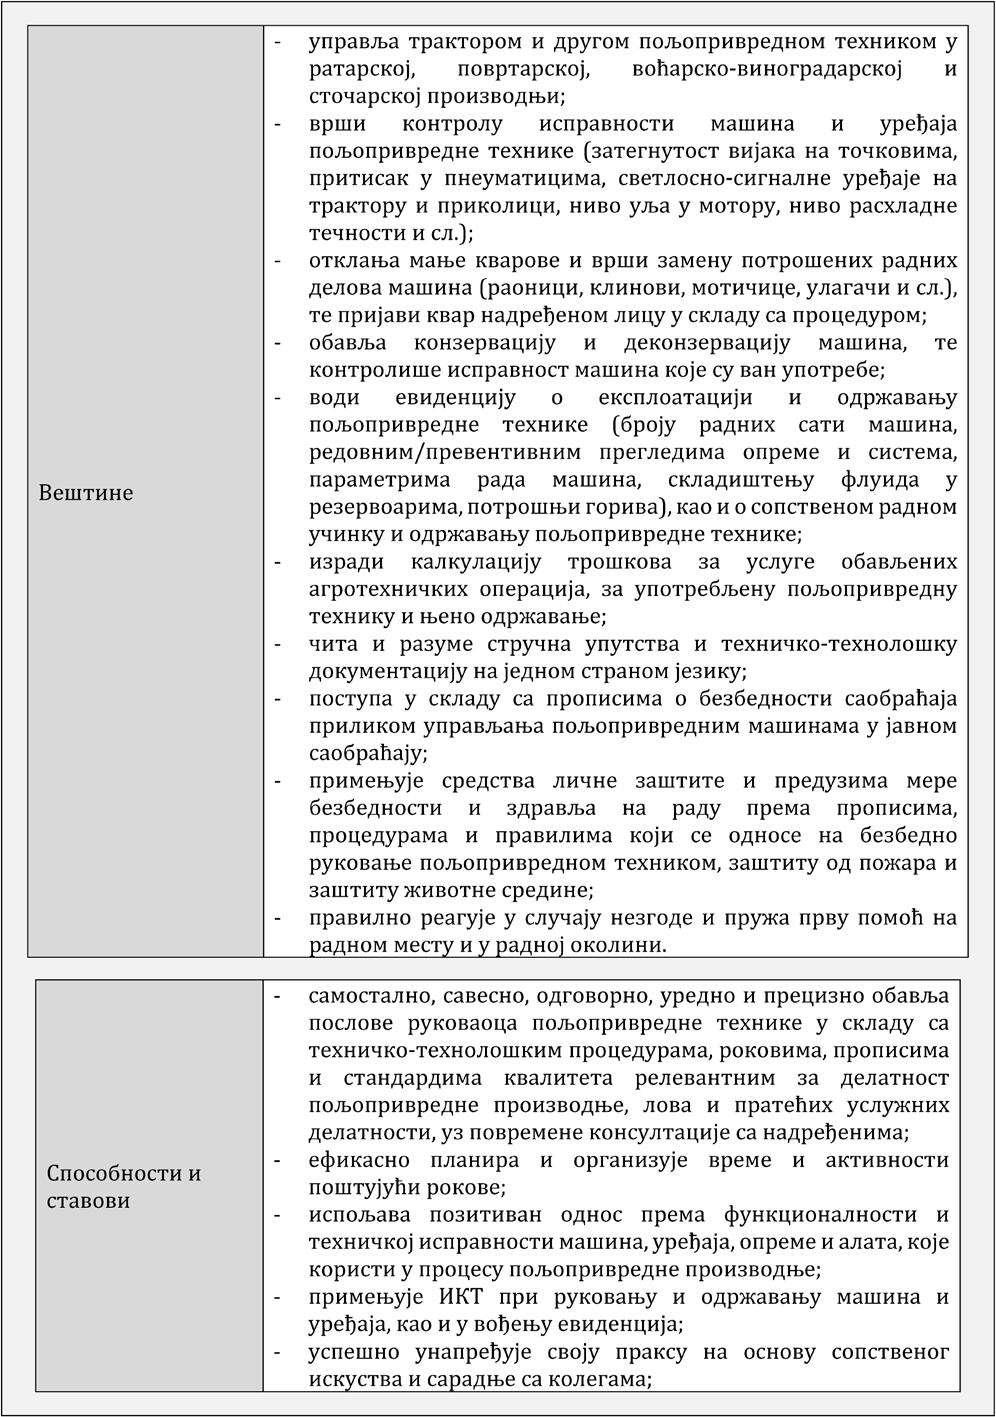 Вештине
- управља трактором и другом пољопривредном техником у
ратарској, повртарској, воћарско-виноградарској и
сточарској производњи;
- врши контролу исправности машина и уређаја
пољопривредне технике (затегнутост вијака на точковима,
притисак у пнеуматицима, светлосно-сигналне уређаје на
трактору и приколици, ниво уља у мотору, ниво расхладне
течности и сл.);
- отклања мање кварове и врши замену потрошених радних
делова машина (раоници, клинови, мотичице, улагачи и сл.),
те пријави квар надређеном лицу у складу са процедуром;
- обавља конзервацију и деконзервацију машина, те
контролише исправност машина које су ван употребе;
- води евиденцију о експлоатацији и одржавању
пољопривредне технике (броју радних сати машина,
редовним/превентивним прегледима опреме и система,
параметрима рада машина, складиштењу флуида у
резервоарима, потрошњи горива), као и о сопственом радном
учинку и одржавању пољопривредне технике;
- изради калкулацију трошкова за услуге обављених
агротехничких операција, за употребљену пољопривредну
технику и њено одржавање;
- чита и разуме стручна упутства и техничко-технолошку
документацију на једном страном језику;
- поступа у складу са прописима о безбедности саобраћаја
приликом управљања пољопривредним машинама у јавном
саобраћају;
- примењује средства личне заштите и предузима мере
безбедности и здравља на раду према прописима,
процедурама и правилима који се односе на безбедно
руковање пољопривредном техником, заштиту од пожара и
заштиту животне средине;
- правилно реагује у случају незгоде и пружа прву помоћ на
радном месту и у радној околини.
Способности и
ставови
- самостално, савесно, одговорно, уредно и прецизно обавља
послове руковаоца пољопривредне технике у складу са
техничко-технолошким процедурама, роковима, прописима
и стандардима квалитета релевантним за делатност
пољопривредне производње, лова и пратећих услужних
делатности, уз повремене консултације са надређенима;
- ефикасно планира и организује време и активности
поштујући рокове;
- испољава позитиван однос према функционалности и
техничкој исправности машина, уређаја, опреме и алата, које
користи у процесу пољопривредне производње;
- примењује ИКТ при руковању и одржавању машина и
уређаја, као и у вођењу евиденција;
- успешно унапређује своју праксу на основу сопственог
искуства и сарадње са колегама;